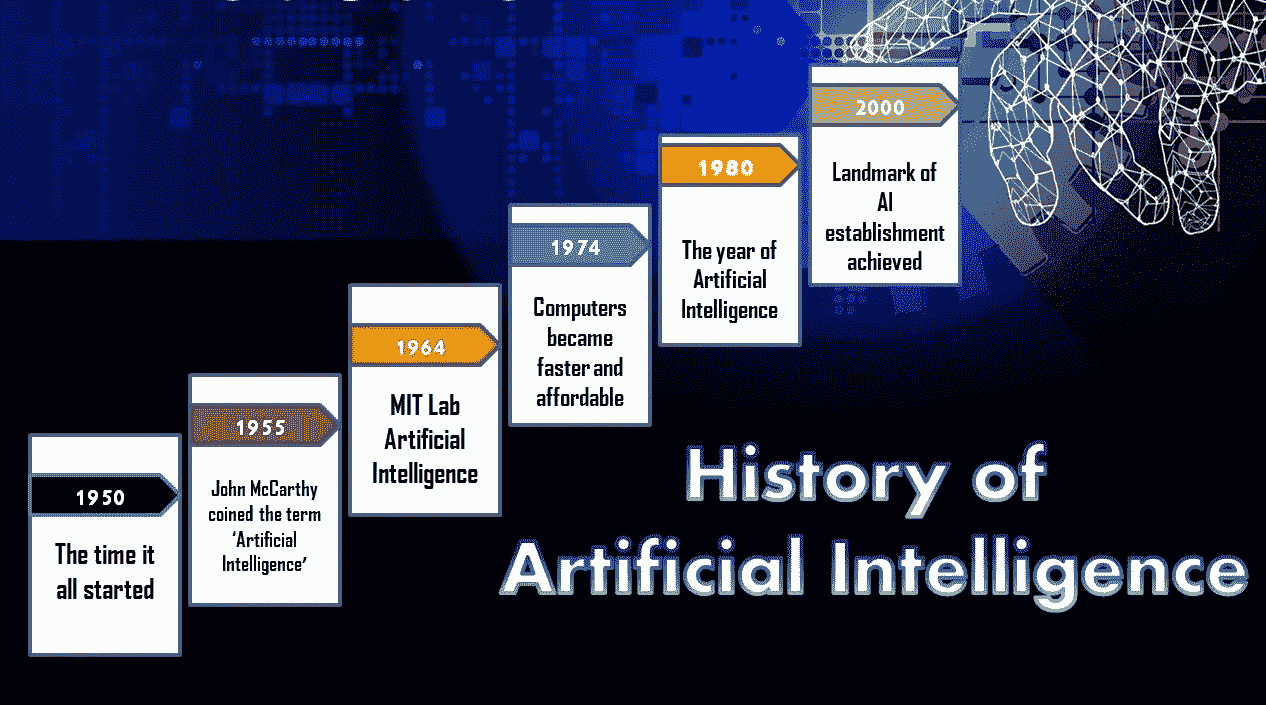 1950
The time it
all started
1955
John McCarthy
coined the term
‘Artificial
Intelligence’
1964
MIT Lab
Artificial
Intelligence
1974
Computers
became
faster and
affordable
1980
The year of
Artificial
Intelligence
2000
Landmark of
AI
establishment
achieved
History of
Artificial Intelligence